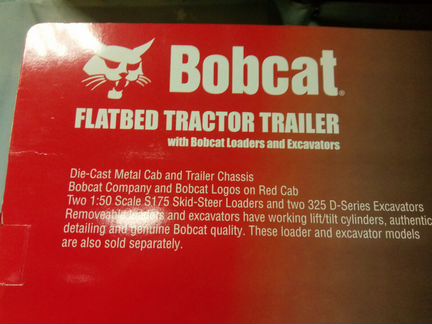 Bobcat®
FLATBED TRACTOR TRAILER
with Bobcat Loaders and Excavators
Die-Cast Metal Cab and Trailer Chassis
Bobcat Company and Bobcat Logos on Red Cab
Two 1:50 Scale S175 Skid-Steer Loaders and two 325 D-Series Excavators
Removeable loaders and excavators have working lift/tilt cylinders, authentic
detailing and genuine Bobcat quality. These loader and excavator models
are also sold separately.